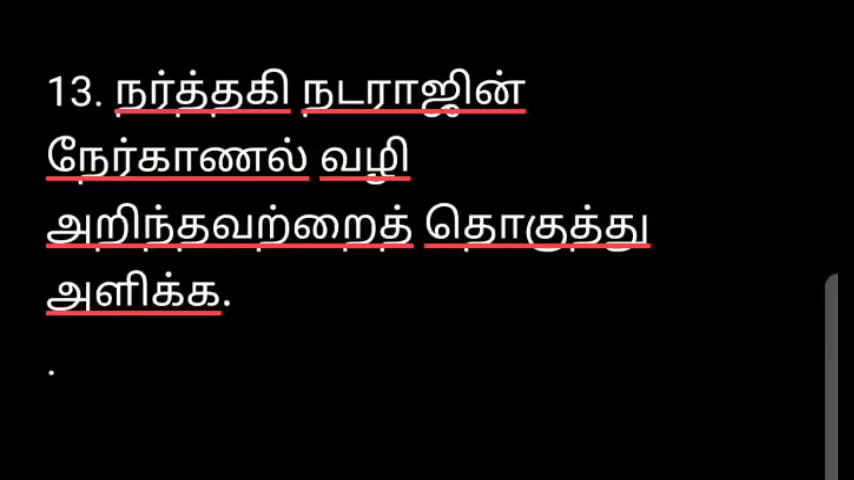 13. நர்த்தகி நடராஜின்
நேர்காணல் வழி
அறிந்தவற்றைத் தொகுத்து
அளிக்க.
.